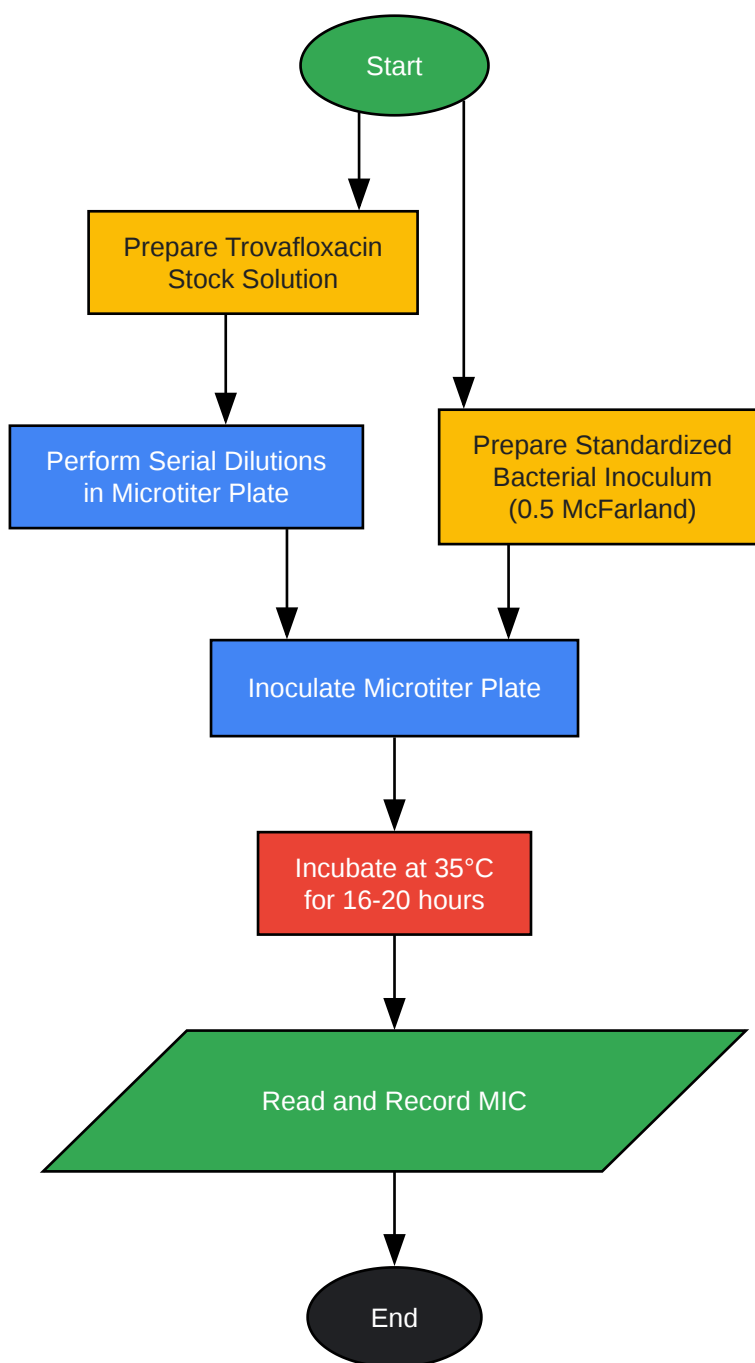 Start
Prepare Trovafloxacin
Stock Solution
Perform Serial Dilutions
in Microtiter Plate
Prepare Standardized
Bacterial Inoculum
(0.5 McFarland)
Inoculate Microtiter Plate
Incubate at 35°C
for 16-20 hours
Read and Record MIC
End